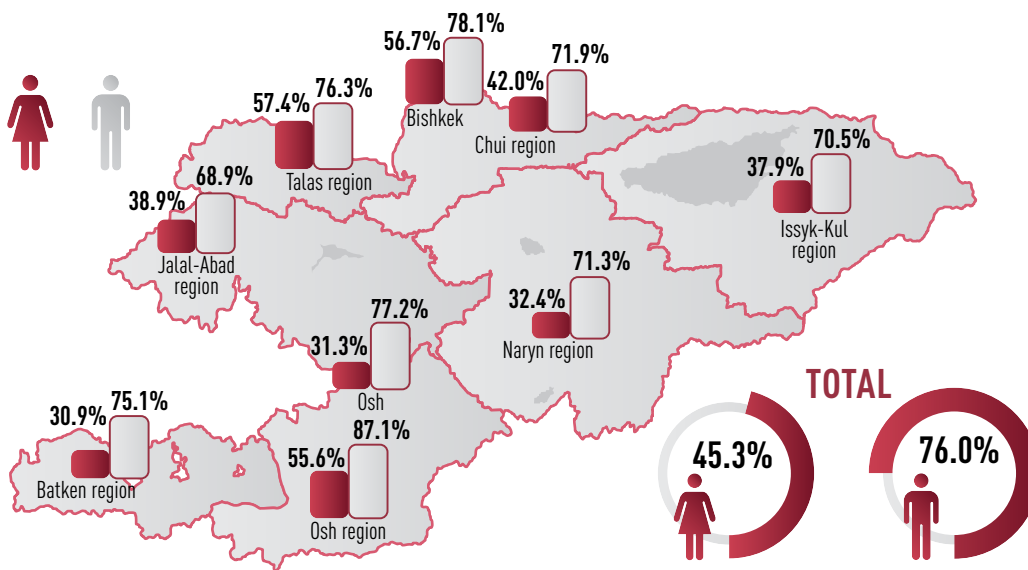 56.7% 78.1%
Bishkek
42.0% 71.9%
Chui region
57.4% 76.3%
Talas region
37.9% 70.5%
Issyk-Kul
region
38.9% 68.9%
Jalal-Abad
region
32.4% 71.3%
Naryn region
31.3% 77.2%
Osh
30.9% 75.1%
Batken region
55.6% 87.1%
Osh region
TOTAL
45.3% 76.0%